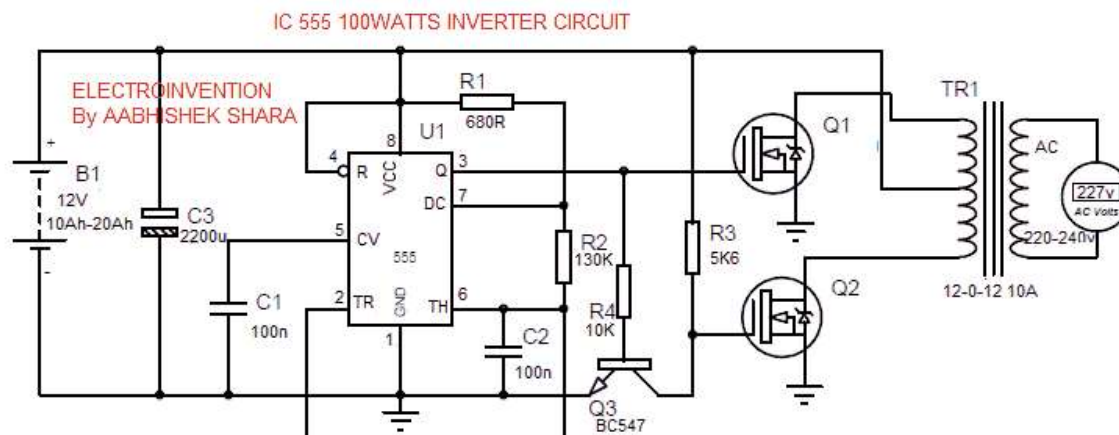 IC 555 100WATTS INVERTER CIRCUIT
ELECTROINVENTION
By AABHISHEK SHARA
R1
680R
TR1
U1
8
Q1
+
4
R
VCC
Q
3
AC
B1
DC
7
227v
12V
AC Volts
10Ah-20Ah
C3
2200u
5
CV
555
R2
130K
R3
5K6
220-240v
Q2
12-0-12 10A
C1
100n
2
TR
GND
TH
6
R4
10K
-
1
C2
100n
Q3
BC547